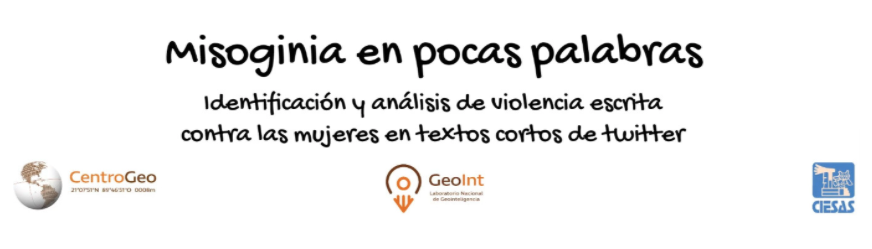 Misoginia en pocas palabras
Identificación y análisis de violencia escrita
contra las mujeres en textos cortos de twitter
CentroGeo
GeoInt
Laboratorio Nacional
de Geointeligencia
CIESAS